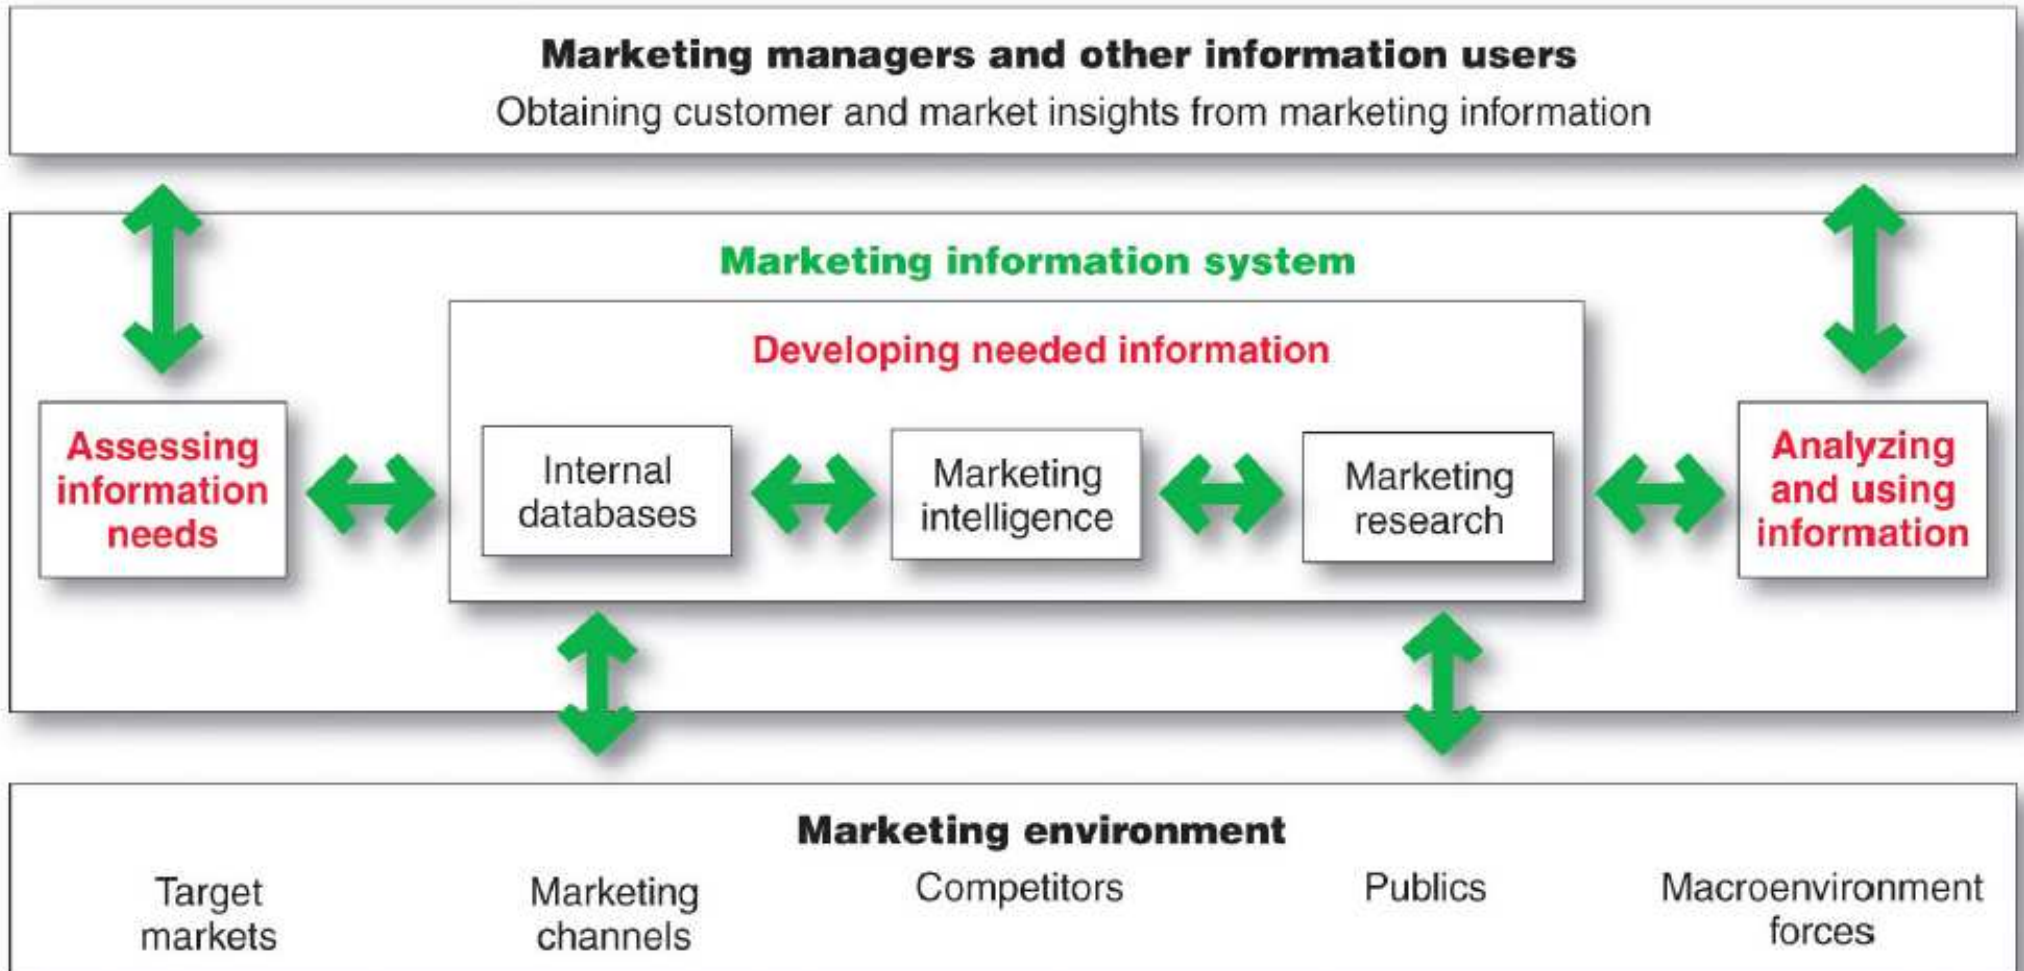 Marketing managers and other information users
Obtaining customer and market insights from marketing information
Marketing information system
Developing needed information
Assessing
information
needs
Internal
databases
Marketing
intelligence
Marketing
research
Analyzing
and using
information
Marketing environment
Target
markets
Marketing
channels
Competitors
Publics
Macroenvironment
forces